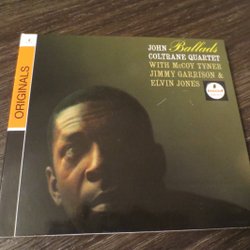 ORIGINALS
JOHN Ballads
COLTRANE QUARTET
WITH McCOY TYNER
JIMMY GARRISON &
ELVIN JONES